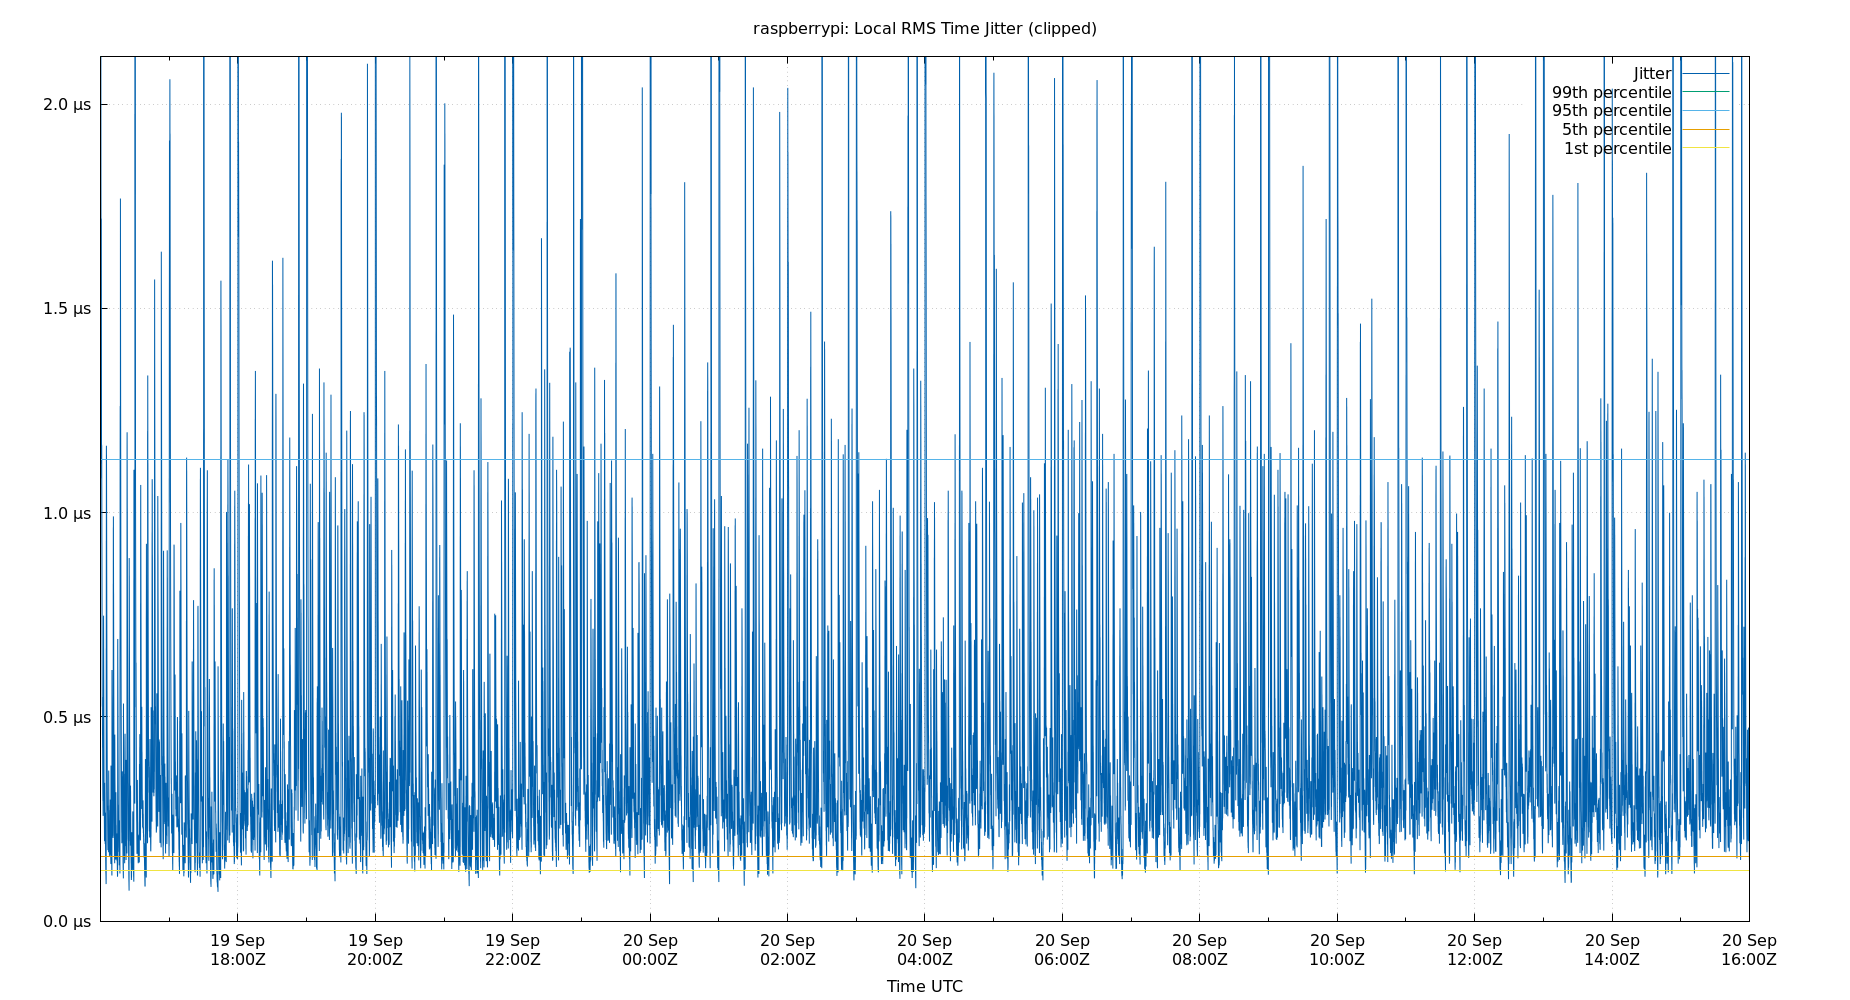 raspberrypi: Local RMS Time Jitter (clipped)
Jitter
99th percentile
95th percentile
5th percentile
1st percentile
2.0 µs
1.5 µs
1.0 µs
0.5 µs
0.0 µs
19 Sep 19 Sep 19 Sep 20 Sep 20 Sep 20 Sep 20 Sep 20 Sep 20 Sep 20 Sep 20 Sep 20 Sep
18:00Z 20:00Z 22:00Z 00:00Z 02:00Z 04:00Z 06:00Z 08:00Z 10:00Z 12:00Z 14:00Z 16:00Z
Time UTC